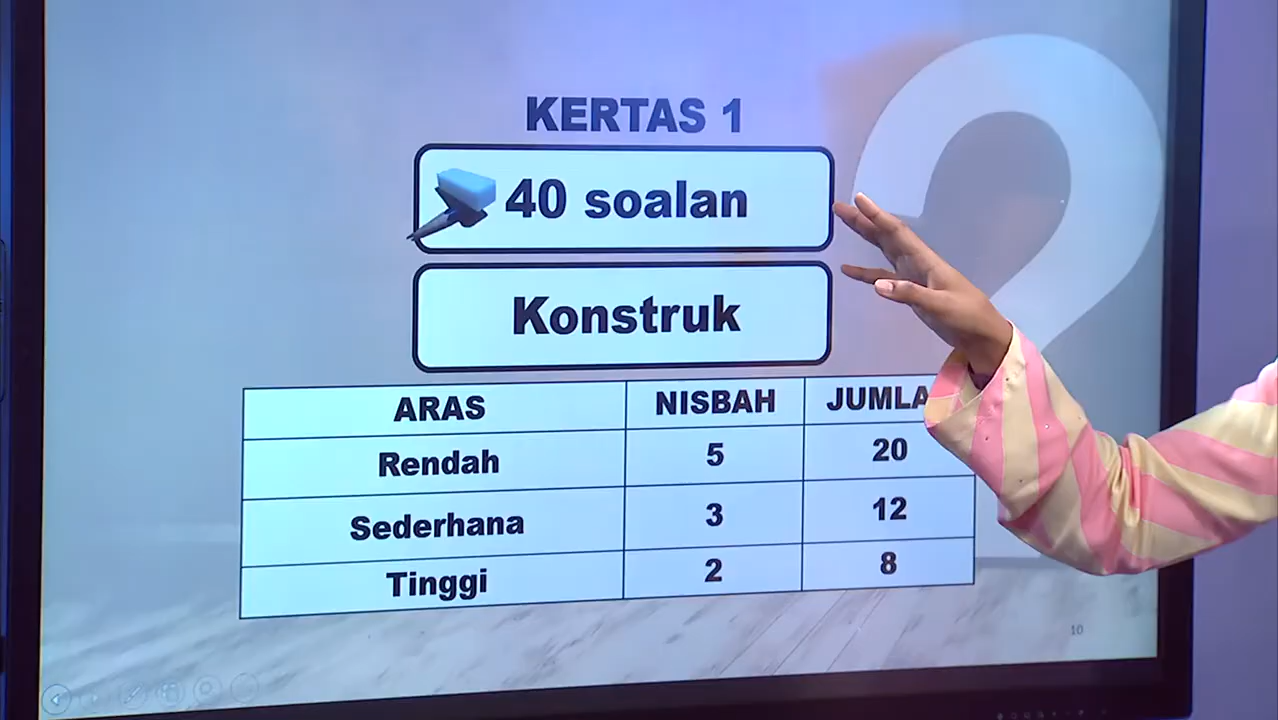 KERTAS 1
40 soalan
Konstruk
ARAS NISBAH JUMLA
Rendah 5 20
Sederhana 3 12
Tinggi 2 8
10